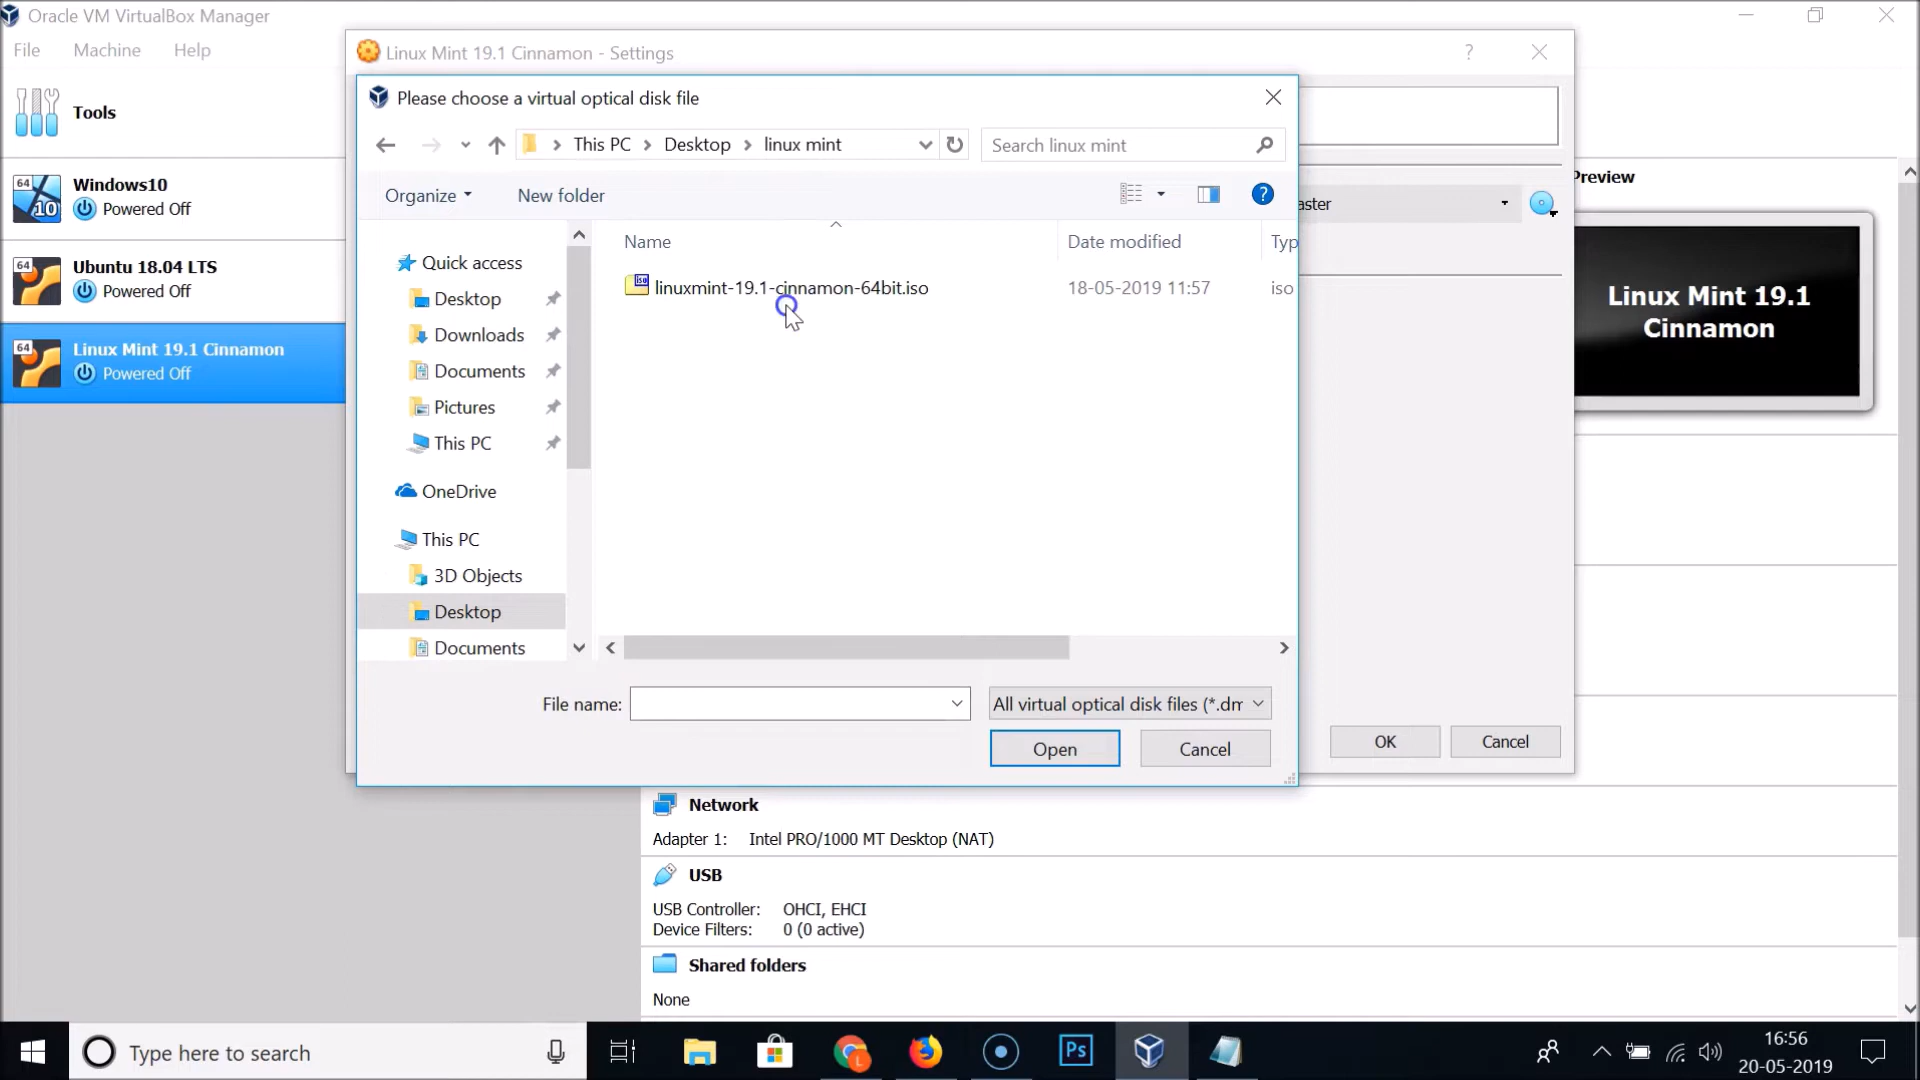 Oracle VM VirtualBox Manager
File Machine Help
Tools
64
10
Windows10
Powered Off
64
Ubuntu 18.04 LTS
Powered Off
64
Linux Mint 19.1 Cinnamon
Powered Off
Linux Mint 19.1 Cinnamon - Settings
?
Please choose a virtual optical disk file
This PC > Desktop > linux mint
Search linux mint
Organize
New folder
?
Name
Date modified
Typ
linuxmint-19.1-cinnamon-64bit.iso
18-05-2019 11:57
iso
iso
Quick access
Desktop
Downloads
Documents
Pictures
This PC
OneDrive
This PC
3D Objects
Desktop
Documents
File name:
All virtual optical disk files (*.dm
Open
Cancel
aster
OK
Cancel
Preview
Linux Mint 19.1
Cinnamon
Network
Adapter 1: Intel PRO/1000 MT Desktop (NAT)
USB
USB Controller: OHCI, EHCI
Device Filters: 0 (0 active)
Shared folders
None
Type here to search
L
Ps
16:56
20-05-2019